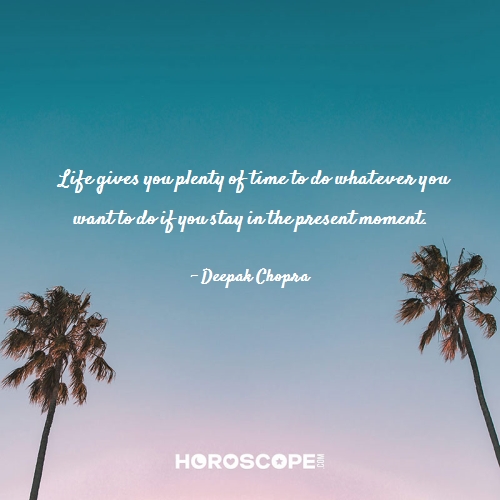 Life gives you plenty of time to do whatever you
want to do if you stay in the present moment.
- Deepak Chopra
HOROSCOPE.COM